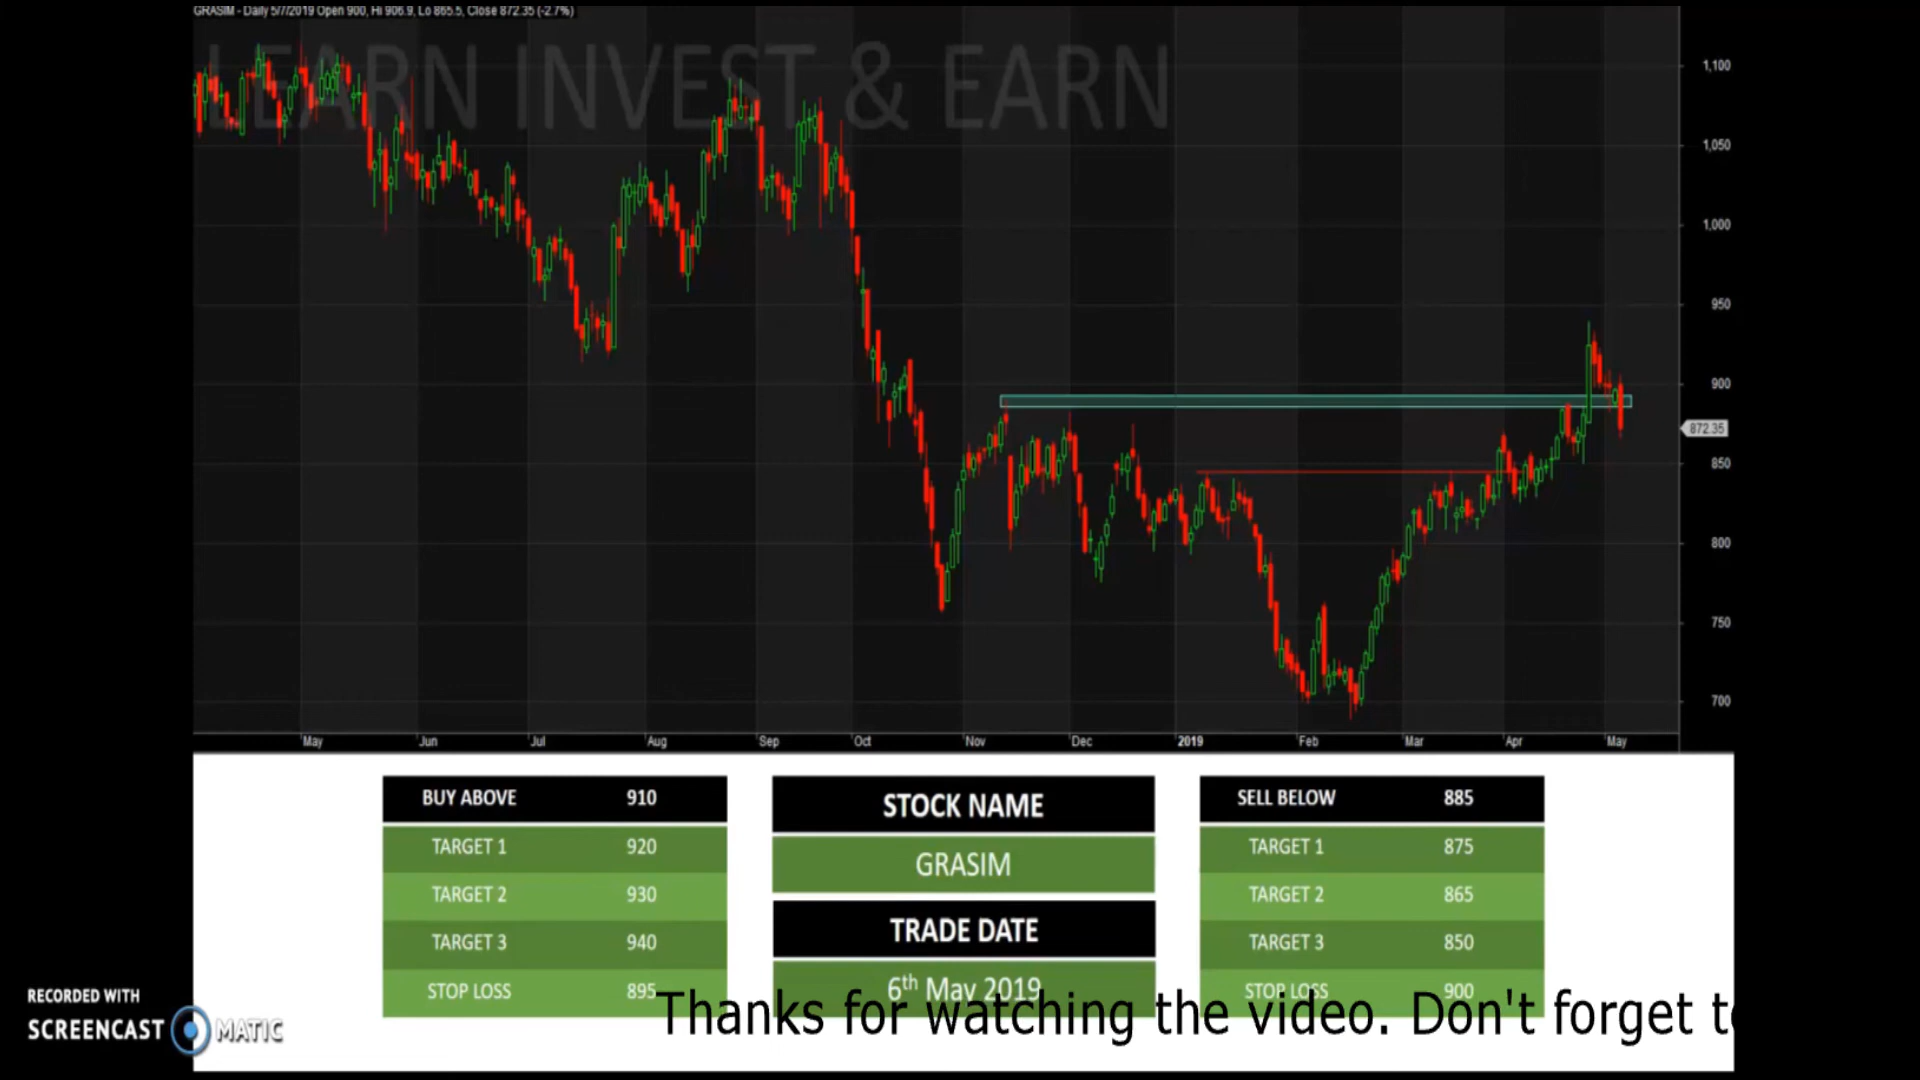 GRASIM - Daily 5/7/2019 Open 900, Hi 906.9, Lo 865.5, Close 872.35 (-2.7%)
LEARN INVEST & EARN
1,100
1,050
1,000
950
900
872.35
850
800
750
700
May Jun Jul Aug Sep Oct Nov Dec 2019 Feb Mar Apr May
BUY ABOVE 910
TARGET 1 920
TARGET 2 930
TARGET 3 940
STOP LOSS 895
STOCK NAME
GRASIM
TRADE DATE
6th May 2019
SELL BELOW 885
TARGET 1 875
TARGET 2 865
TARGET 3 850
STOP LOSS 900
Thanks for watching the video. Don't forget t
RECORDED WITH
SCREENCAST MATIC